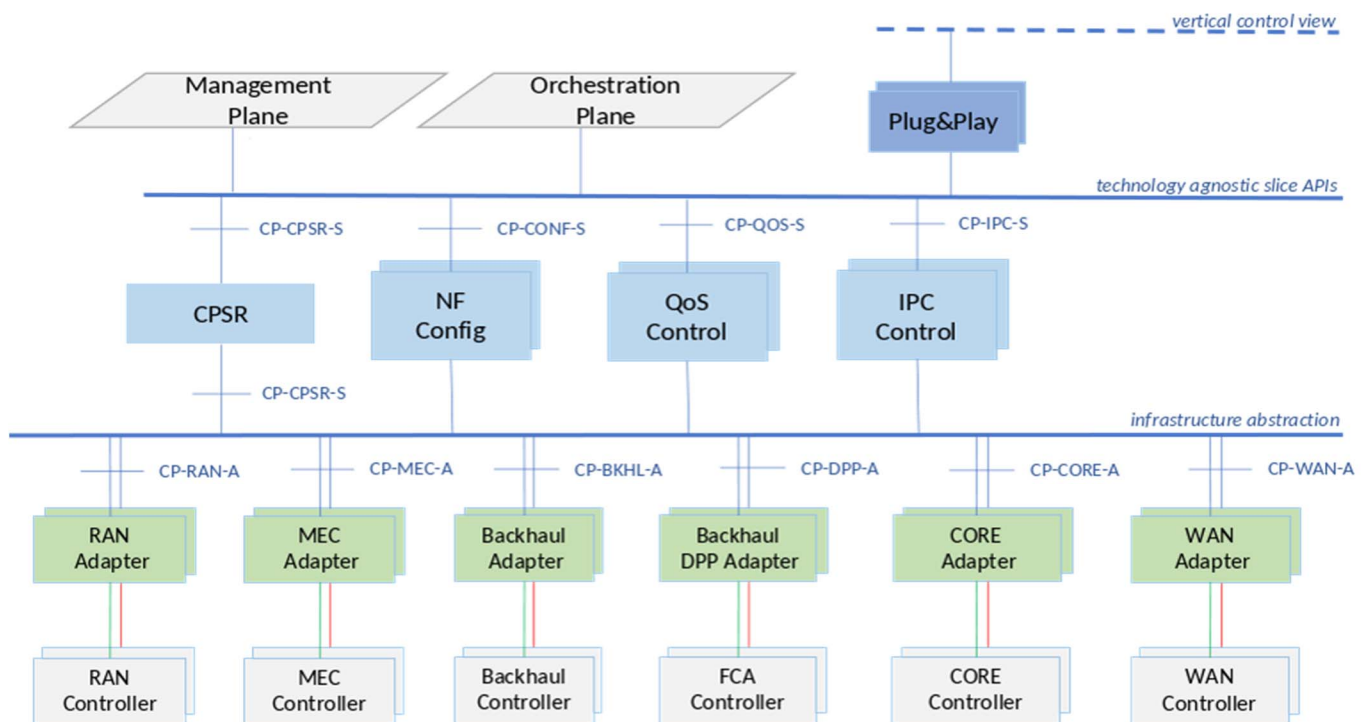 vertical control view
Management
Plane
Orchestration
Plane
Plug&Play
technology agnostic slice APIs
CP-CPSR-S
CP-CONF-S
CP-QOS-S
CP-IPC-S
CPSR
NF
Config
QoS
Control
IPC
Control
CP-CPSR-S
infrastructure abstraction
CP-RAN-A
CP-MEC-A
CP-BKHL-A
CP-DPP-A
CP-CORE-A
CP-WAN-A
RAN
Adapter
MEC
Adapter
Backhaul
Adapter
Backhaul
DPP Adapter
CORE
Adapter
WAN
Adapter
RAN
Controller
MEC
Controller
Backhaul
Controller
FCA
Controller
CORE
Controller
WAN
Controller